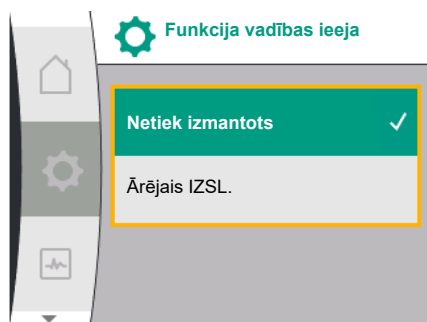 Funkcija vadības ieeja
Netiek izmantots
Ārējais IZSL.